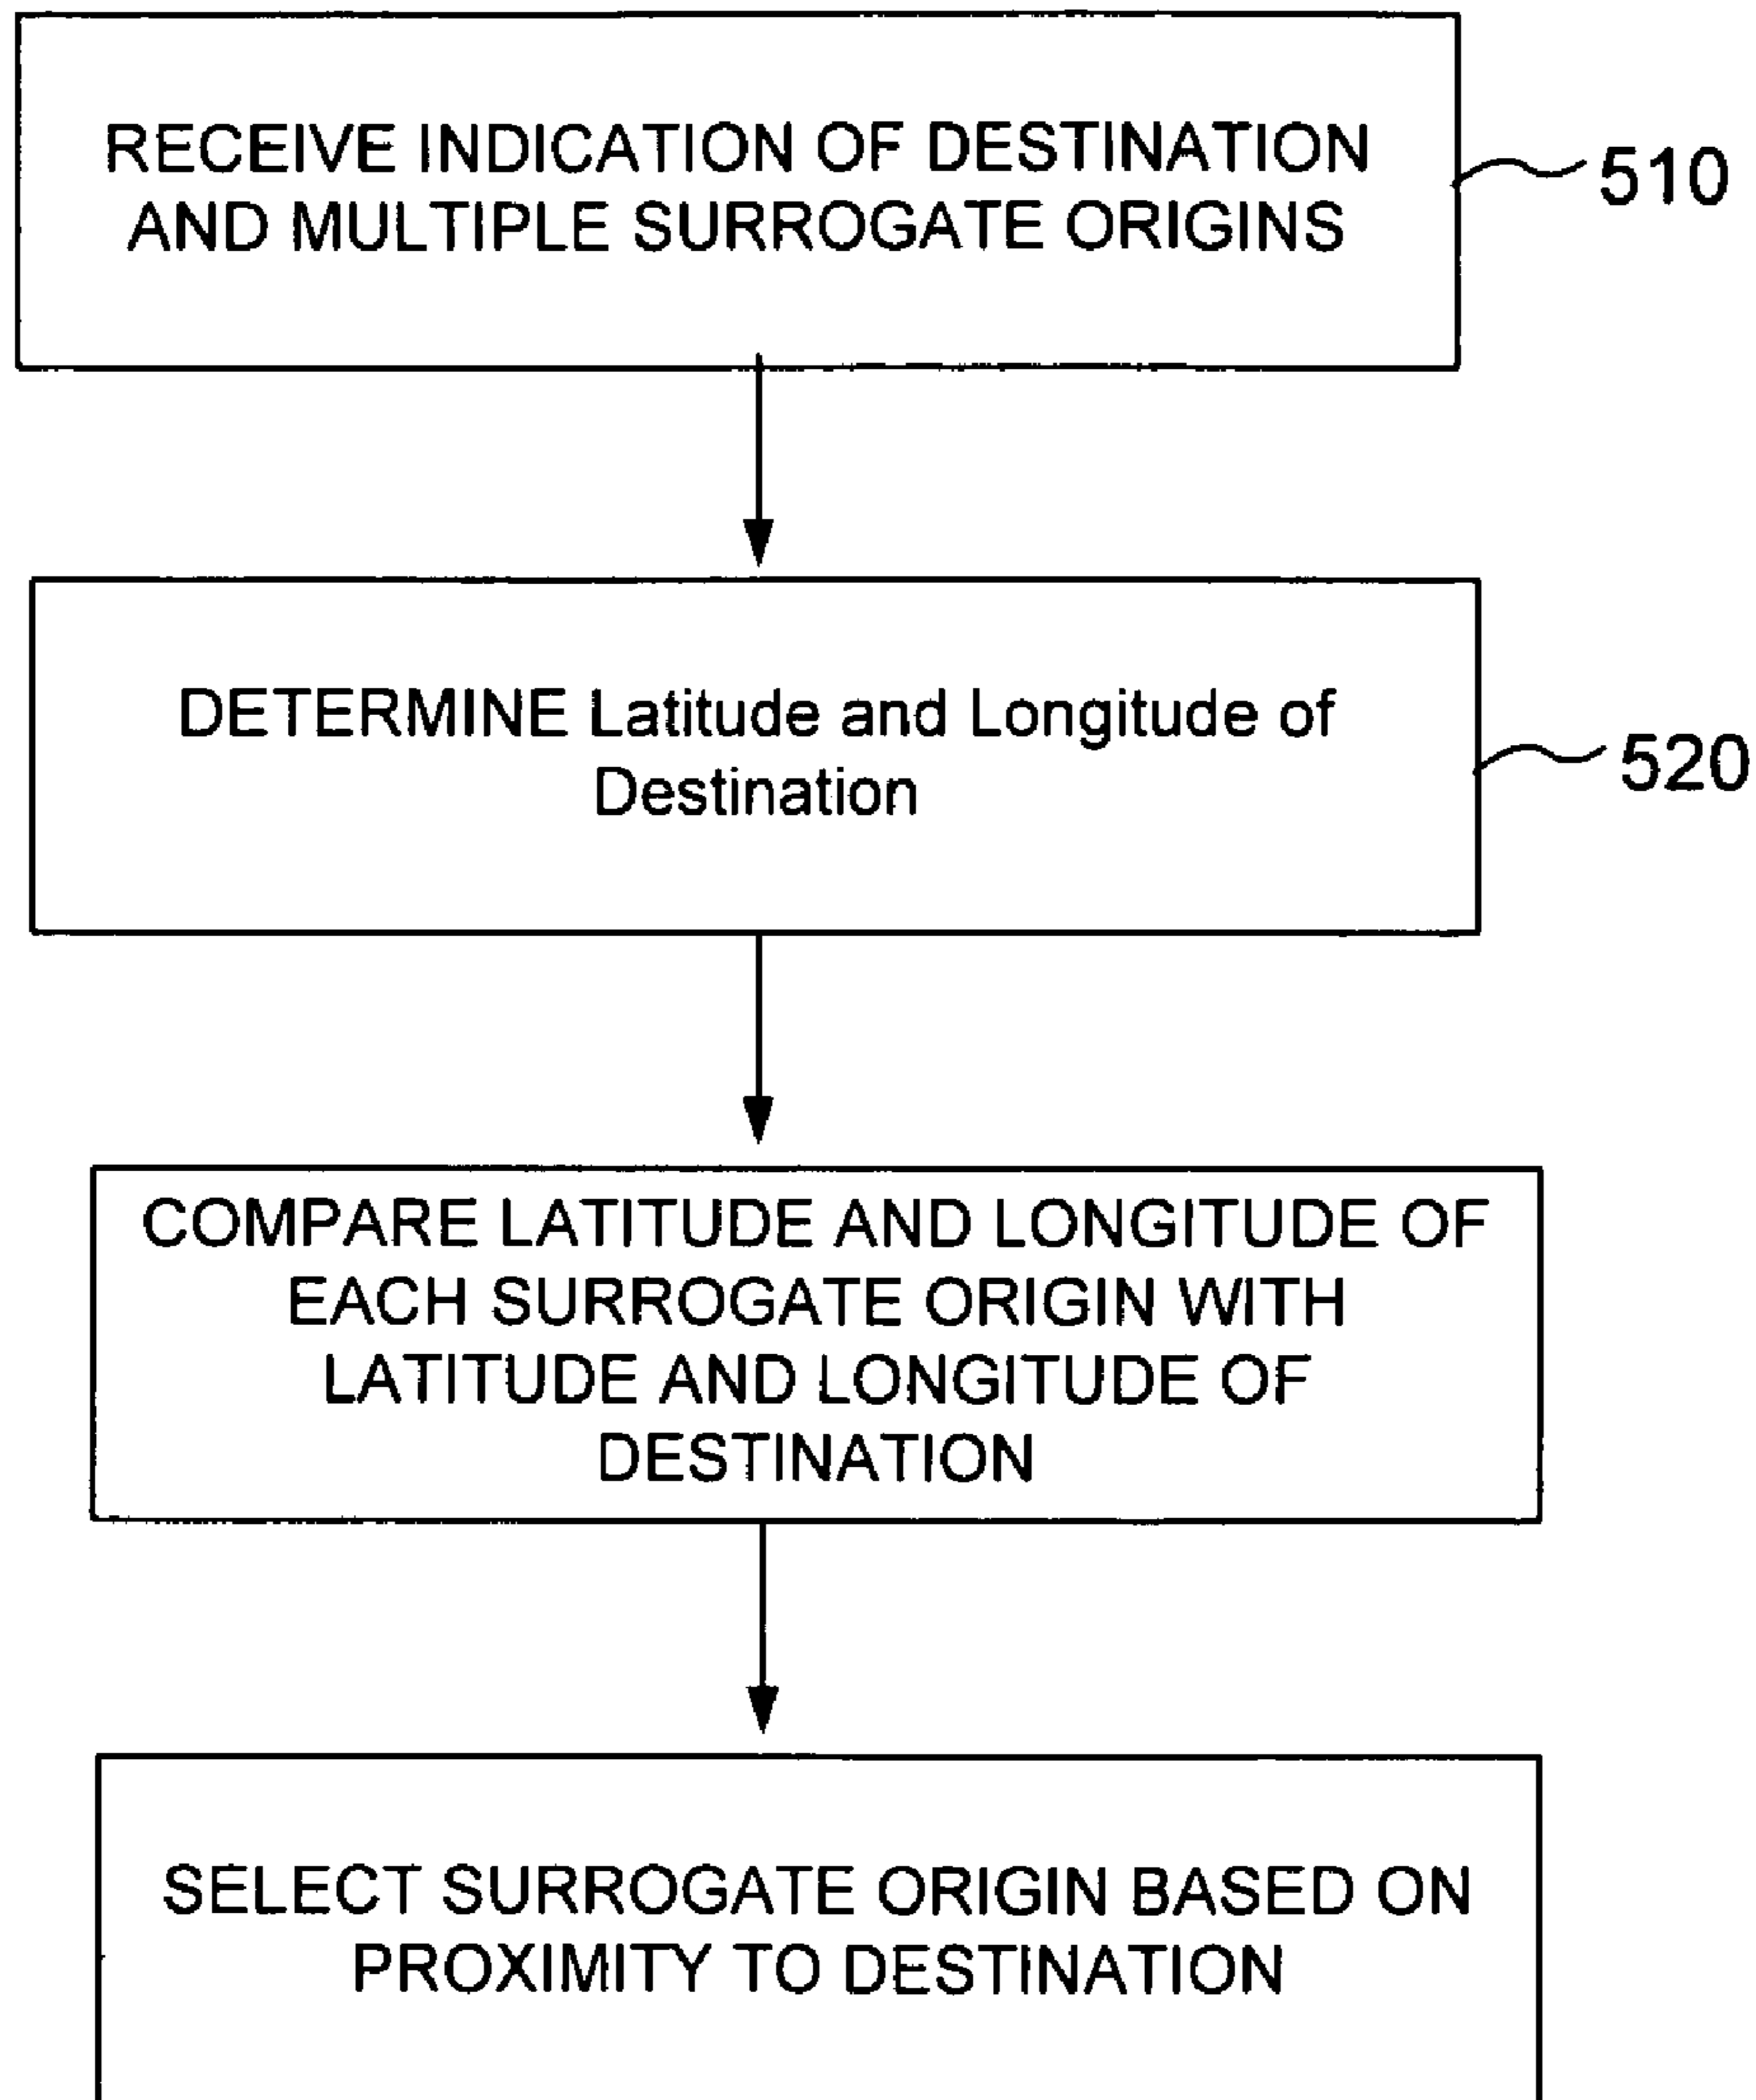 RECEIVE INDICATION OF DESTINATION
AND MULTIPLE SURROGATE ORIGINS
510
DETERMINE Latitude and Longitude of
Destination
520
COMPARE LATITUDE AND LONGITUDE OF
EACH SURROGATE ORIGIN WITH
LATITUDE AND LONGITUDE OF
DESTINATION
SELECT SURROGATE ORIGIN BASED ON
PROXIMITY TO DESTINATION